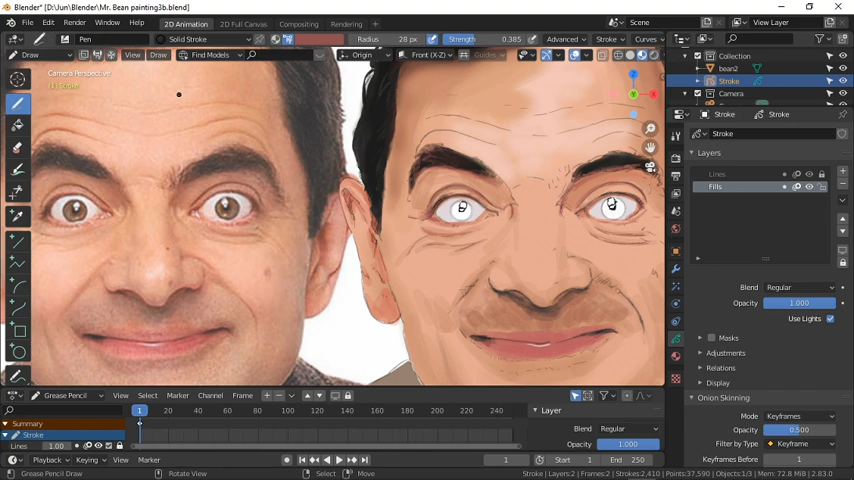 Blender* [D:\Jun\Blender\Mr. Bean painting3b.blend]
File Edit Render Window Help 2D Animation 2D Full Canvas Compositing Rendering + Scene View Layer
Pen Solid Stroke Radius 28 px Strength 0.385 Advanced Stroke Curves
Draw View Draw Find Models Origin Front (X-Z) Guides
Camera Perspective
Collection
bean2
Stroke
Camera
Stroke Stroke
Stroke
Layers
Lines
Fills
Blend Regular
Opacity 1.000
Use Lights
Masks
Adjustments
Relations
Display
Onion Skinning
Mode Keyframes
Opacity 0.500
Filter by Type Keyframe
Keyframes Before 1
Grease Pencil View Select Marker Channel Frame
1 20 40 60 80 100 120 140 160 180 200 220 240
Layer
Summary
Blend Regular
Stroke
Lines 1.00
Opacity 1.000
Playback Keying View Marker 1 Start 1 End 250
Grease Pencil Draw Rotate View Select Move Stroke | Layers:2 | Frames:2 | Strokes:2,410 | Points:37,590 | Objects:1/3 | Mem: 72.8 MiB | 2.83.0